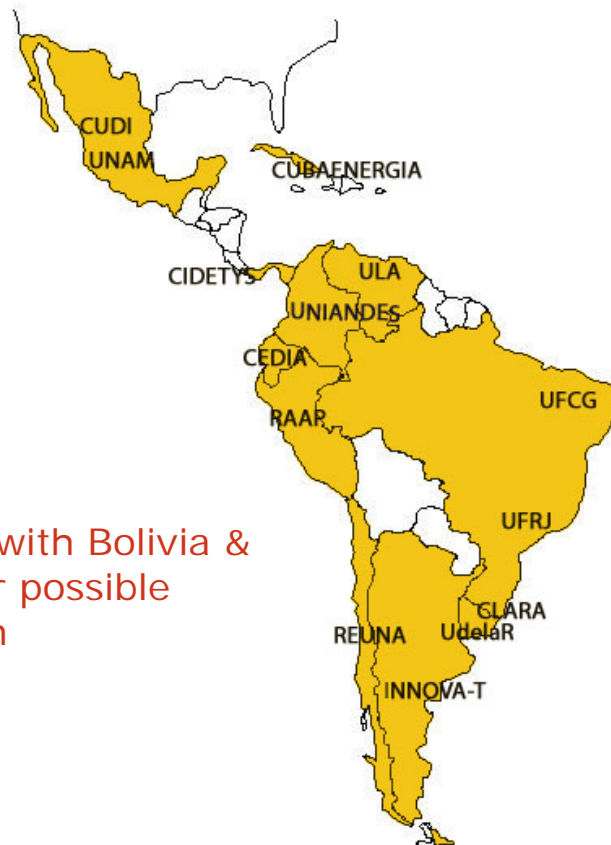 CUDI
UNAM
CUBAENERGIA
CIDETYS
ULA
UNIANDES
CEDIA
RAAP
UFCG
UFRJ
with Bolivia &
r possible
n
CLARA
UdelaR
REUNA
INNOVA-T